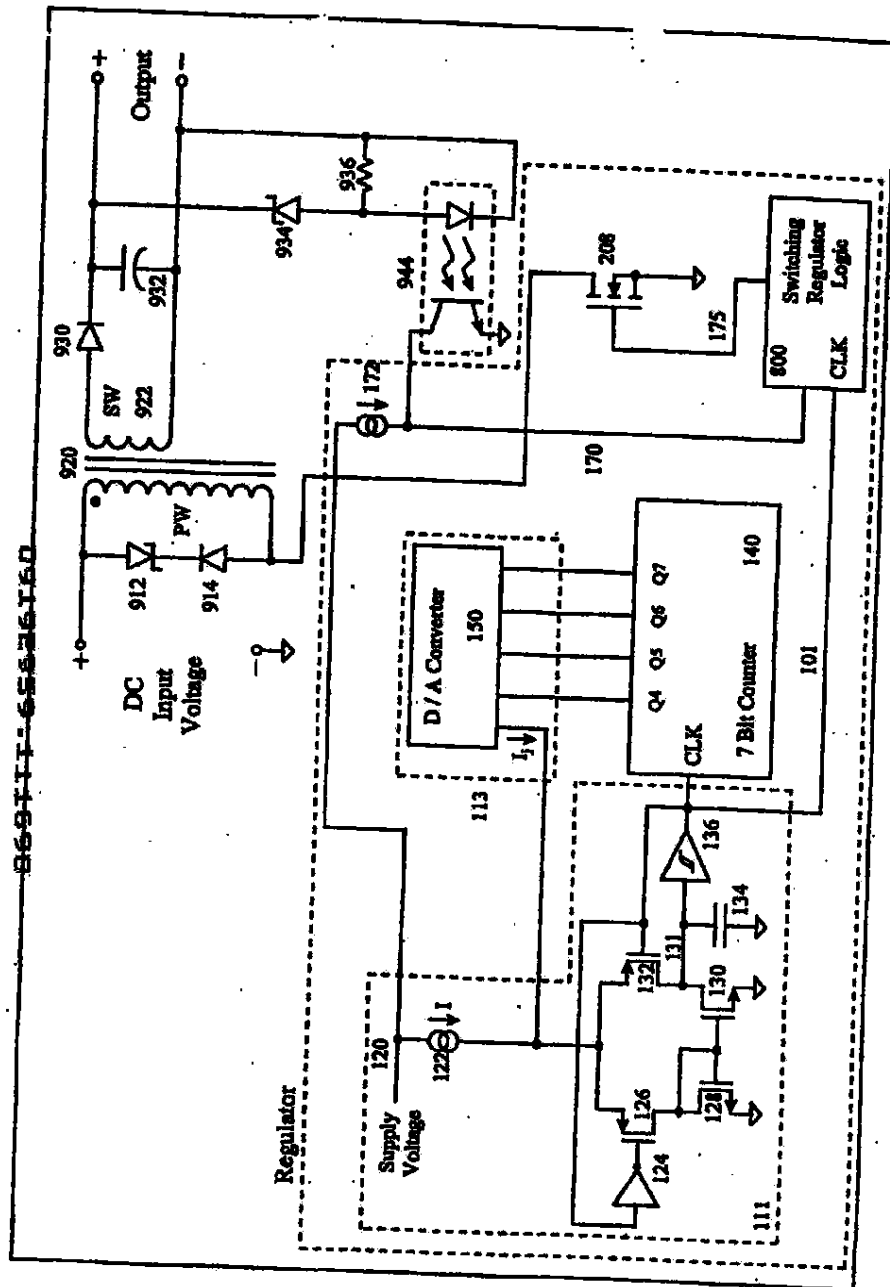 DC
Input
Voltage
+
-
912
914
PW
920
SW
922
930
932
+
-
Output
934
936
944
Regulator
120
Supply
Voltage
122
I
172
113
D / A Converter
150
Ij
Q4
Q5
Q6
Q7
CLK
140
7 Bit Counter
170
208
175
800
Switching
Regulator
Logic
CLK
101
111
124
126
128
130
131
132
134
136